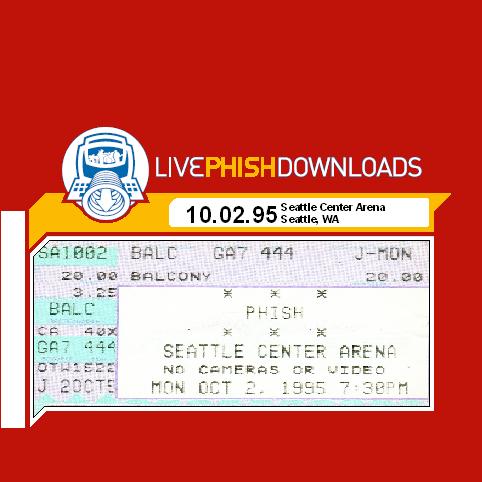 LIVEPHISHDOWNLOADS
10.02.95 Seattle Center Arena
Seattle, WA
SA1002 BALC GA7 444 J-MON
20.00 BALCONY 20.00
3.25 * * *
BALC PHISH
CA 40X * * *
GA7 444 SEATTLE CENTER ARENA
OTW1522 NO CAMERAS OR VIDEO
J 2OCT5 MON OCT 2, 1995 7:30PM